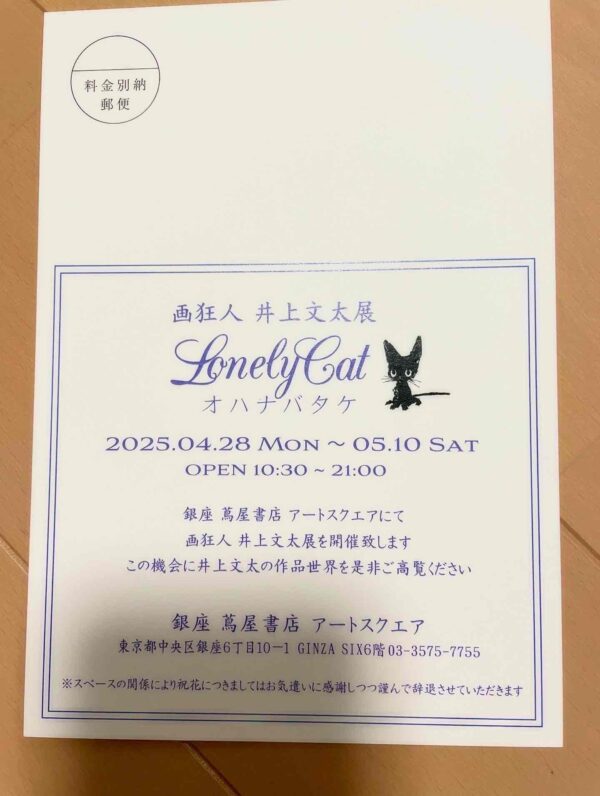 料金別納
郵便
画狂人 井上文太展
Lonely Cat
オハナバタケ
2025.04.28 MON ~ 05.10 SAT
OPEN 10:30 ~ 21:00
銀座 蔦屋書店 アートスクエアにて
画狂人 井上文太展を開催致します
この機会に井上文太の作品世界を是非ご高覧ください
銀座 蔦屋書店 アートスクエア
東京都中央区銀座6丁目10−1 GINZA SIX6階 03-3575-7755
※スペースの関係により祝花につきましてはお気遣いに感謝しつつ謹んで辞退させていただきます